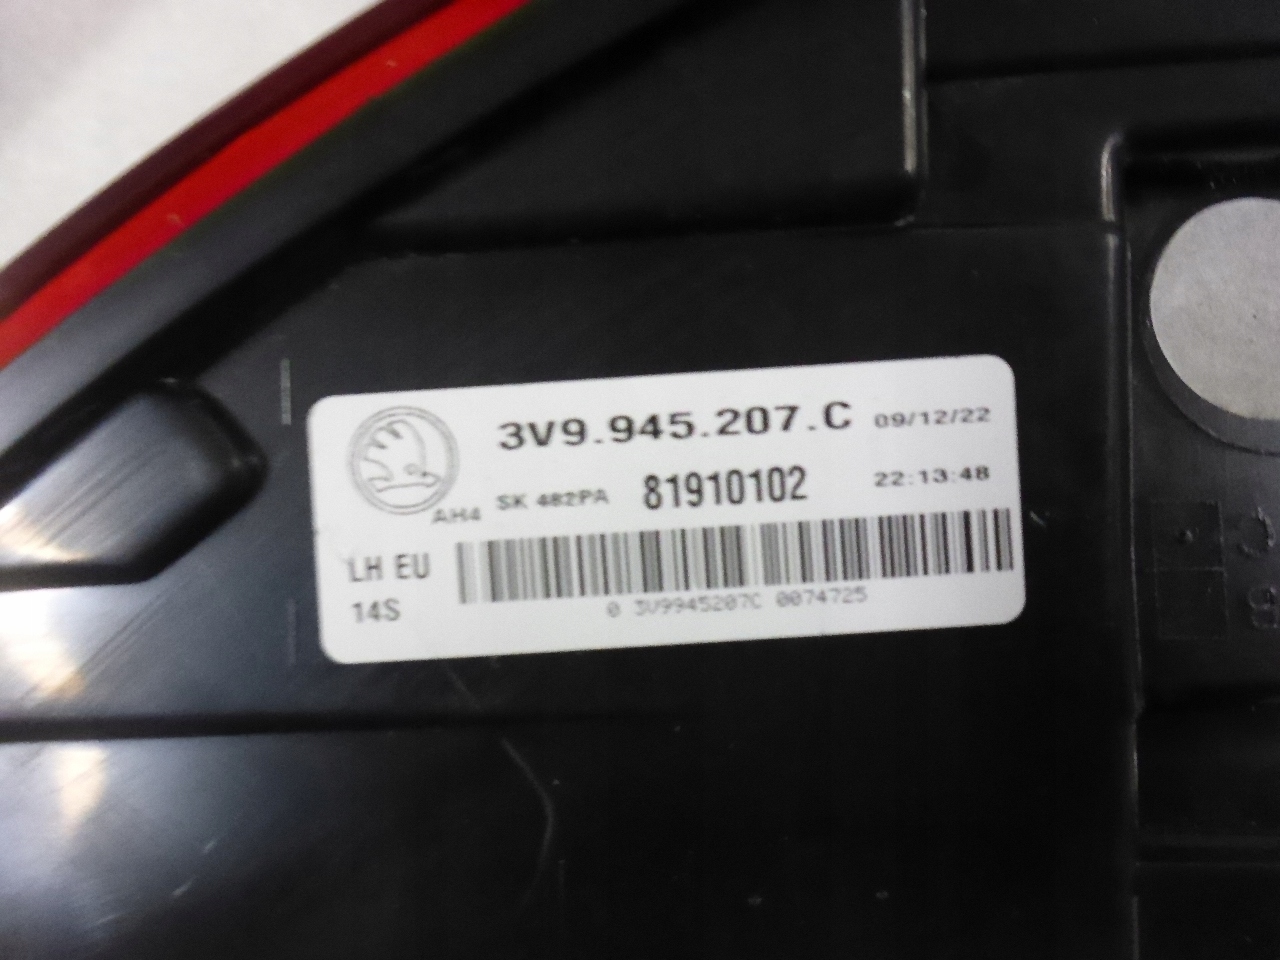 3V9.945.207.C 09/12/22
AH4 SK 482PA 81910102 22:13:48
LH EU
14S
0 3V9945207C 0074725